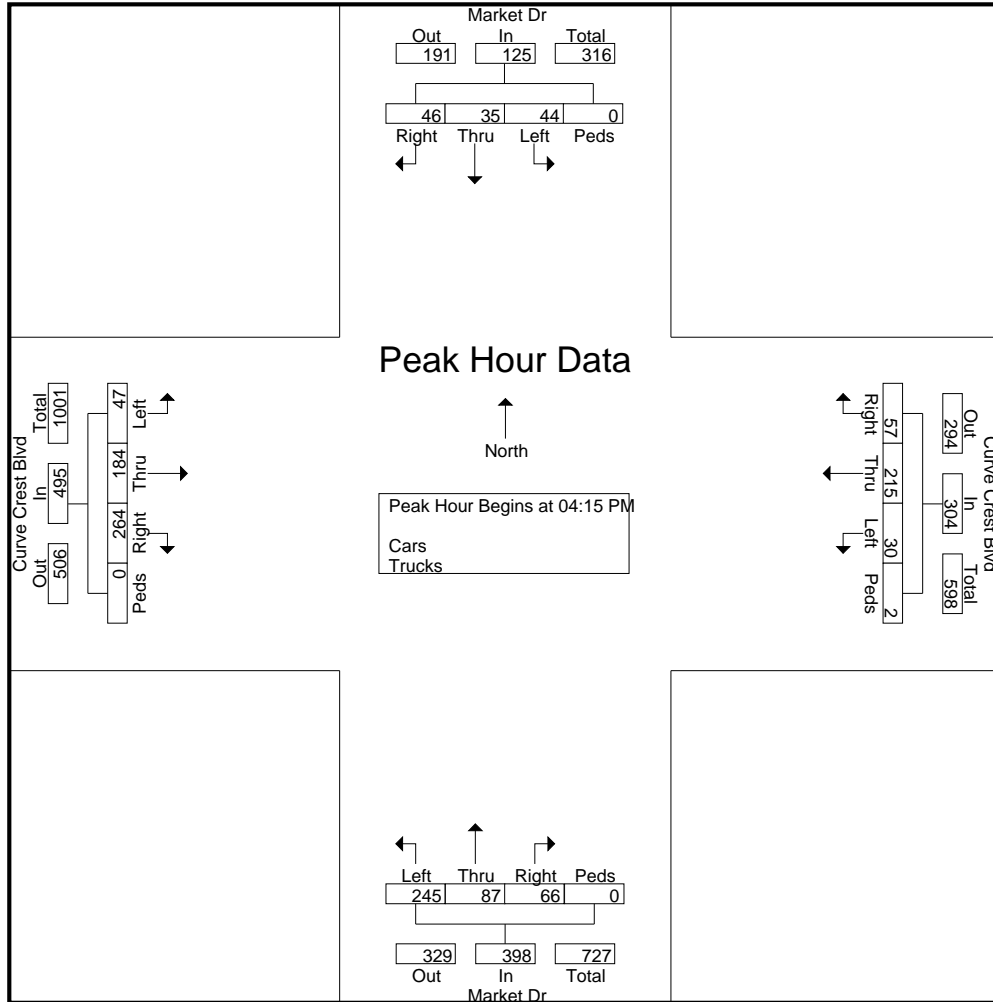 Market Dr
Out In Total
191 125 316
46 35 44 0
Right Thru Left Peds
Peak Hour Data
North
Peak Hour Begins at 04:15 PM
Cars
Trucks
Curve Crest Blvd
Total In Out
1001 495 506
47 184 264 0
Left Thru Right Peds
Curve Crest Blvd
Out In Total
294 304 598
57 215 30 2
Right Thru Left Peds
Left Thru Right Peds
245 87 66 0
329 398 727
Out In Total
Market Dr